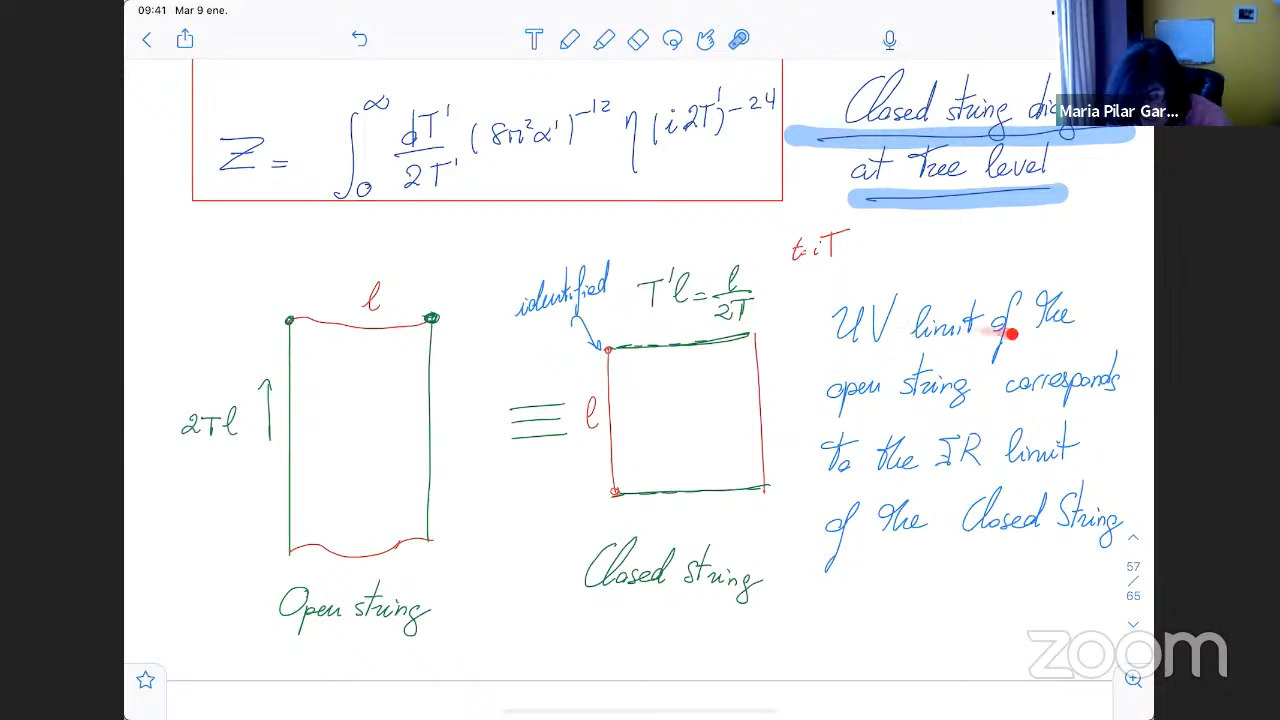 09:41 Mar 9 ene.
Z = ∫₀^∞ dT'/2T' (8π²α')^-12 η(i2T')^-24
Closed string
at tree level
Maria Pilar Gar...
t=iT
identified
T'l = l/2T
l
2Tl
≡
l
UV limit of the
open string corresponds
to the IR limit
of the Closed String
Closed string
Open string
57
/
65
zoom